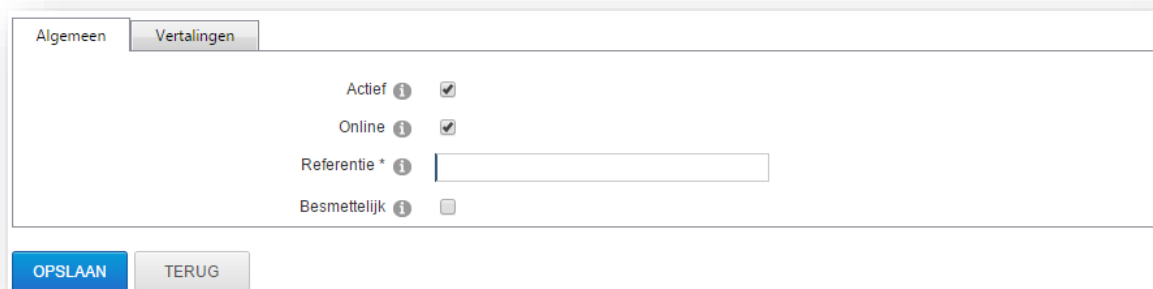 Algemeen Vertalingen
Actief
Online
Referentie *
Besmettelijk
OPSLAAN TERUG